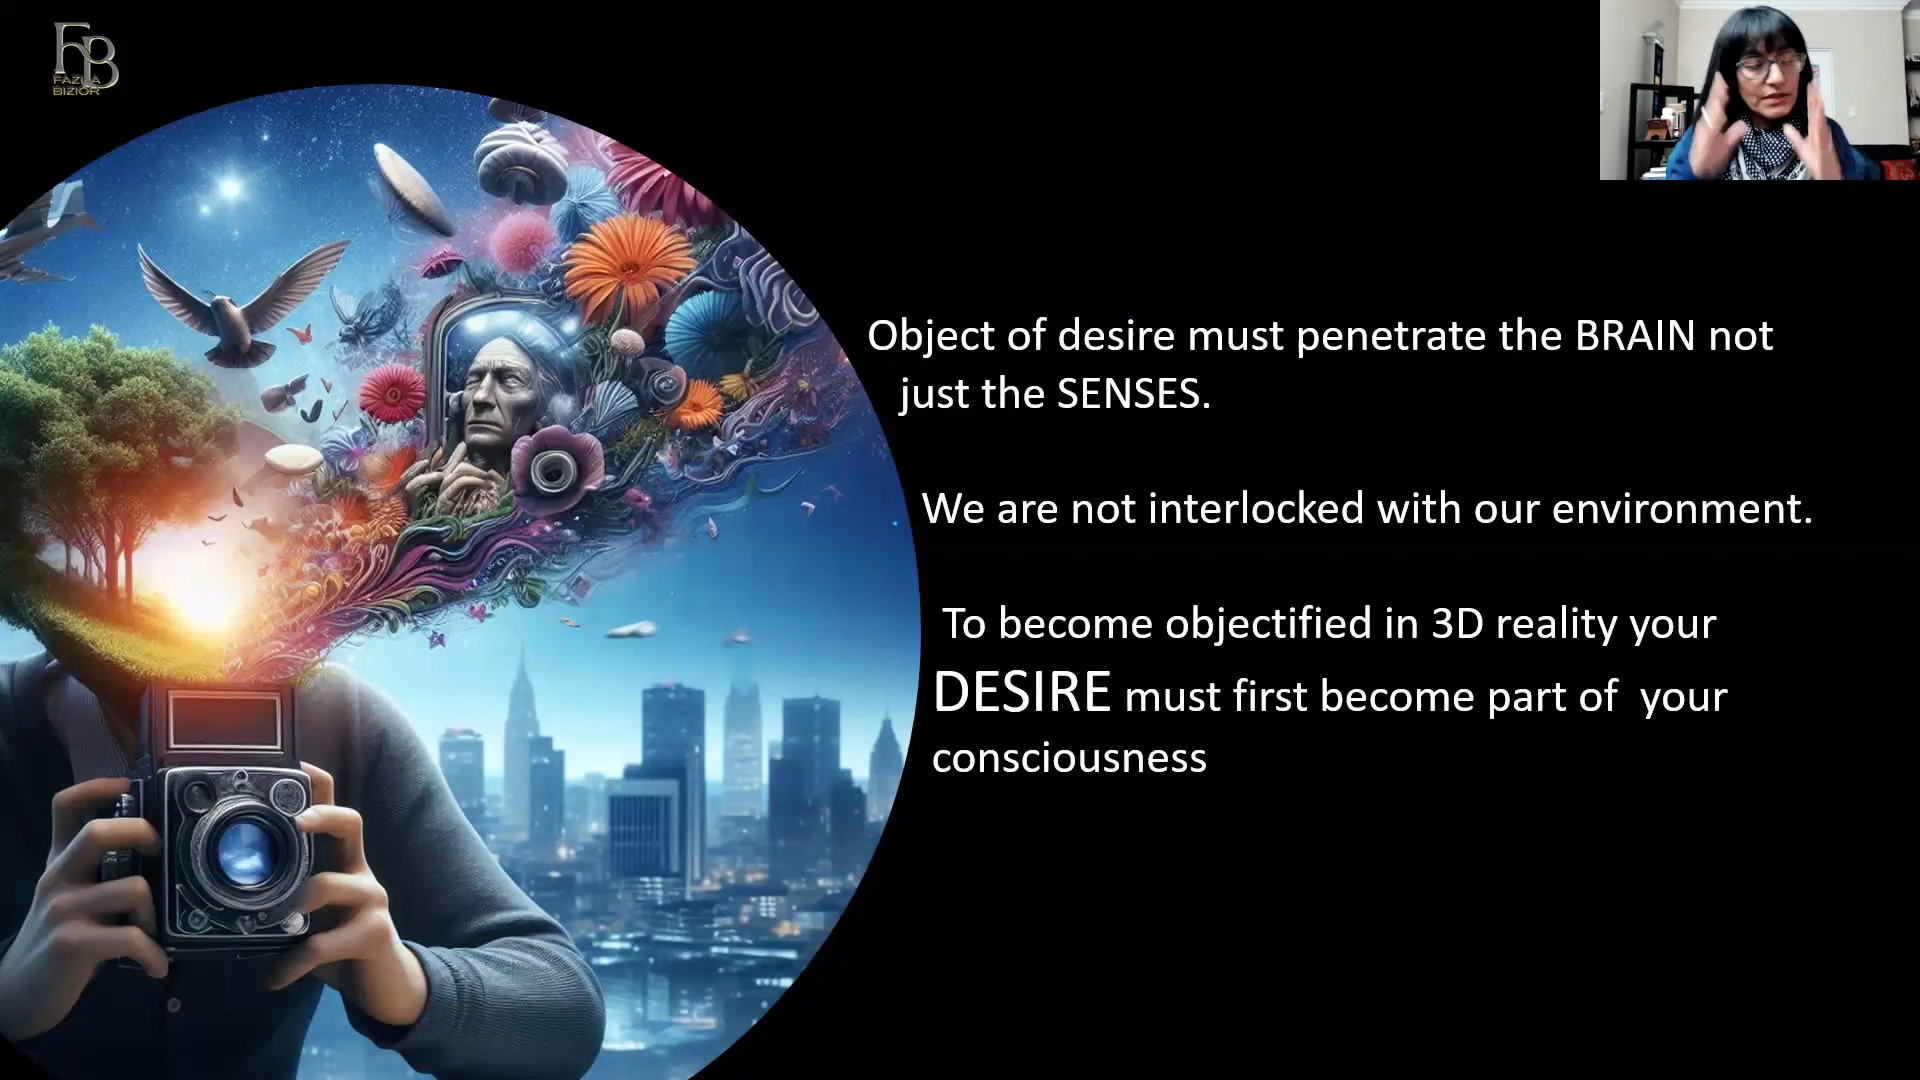 FAZILA
BIZIOR
Object of desire must penetrate the BRAIN not
just the SENSES.
We are not interlocked with our environment.
To become objectified in 3D reality your
DESIRE must first become part of your
consciousness